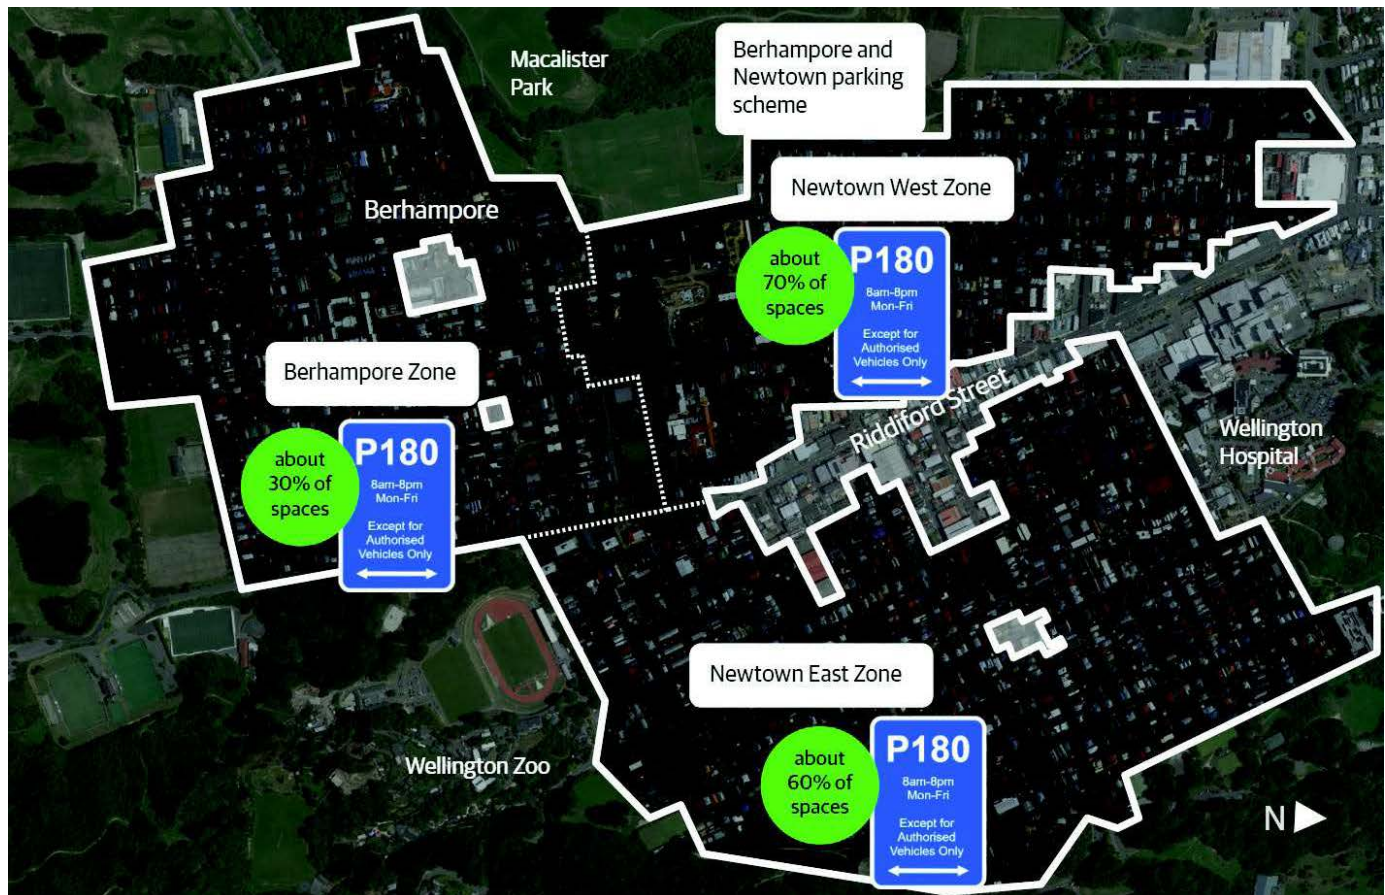 Macalister
Park
Berhampore and
Newtown parking
scheme
Newtown West Zone
Berhampore
about
70% of
spaces
P180
8am-8pm
Mon-Fri
Except for
Authorised
Vehicles Only
Berhampore Zone
about
30% of
spaces
P180
8am-8pm
Mon-Fri
Except for
Authorised
Vehicles Only
Riddiford Street
Wellington
Hospital
Newtown East Zone
Wellington Zoo
about
60% of
spaces
P180
8am-8pm
Mon-Fri
Except for
Authorised
Vehicles Only
N